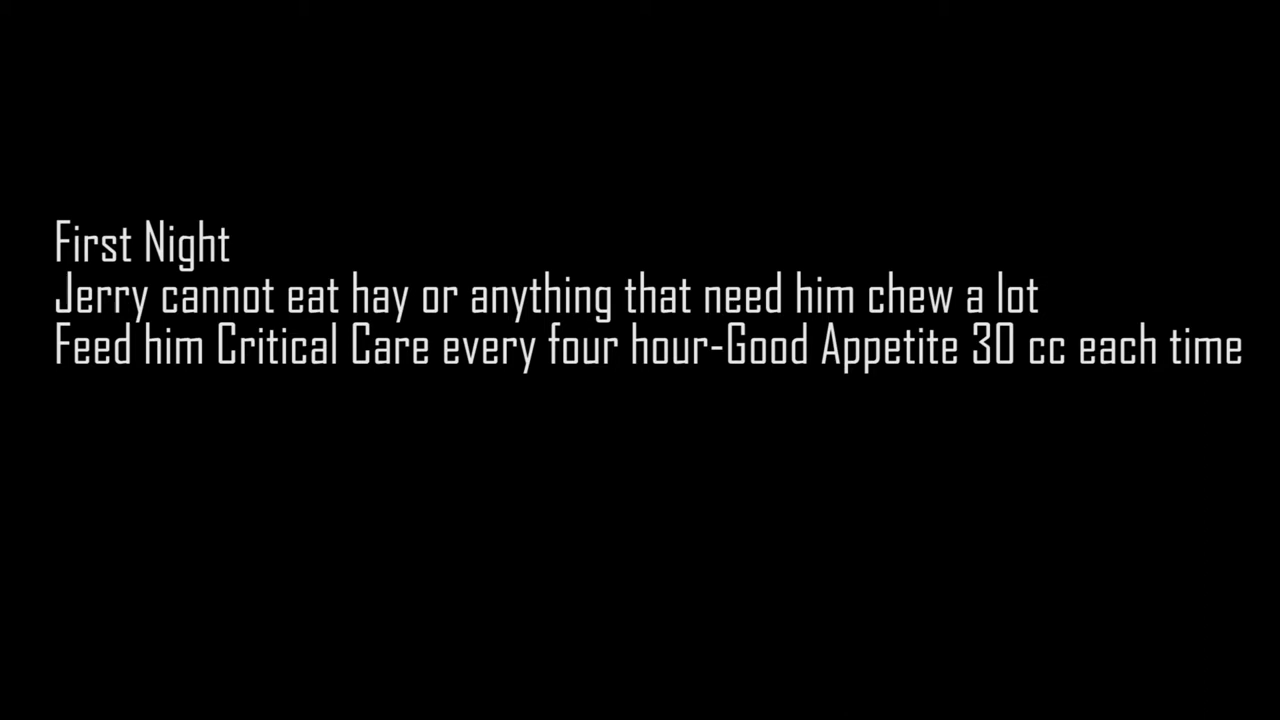 First Night
Jerry cannot eat hay or anything that need him chew a lot
Feed him Critical Care every four hour-Good Appetite 30 cc each time